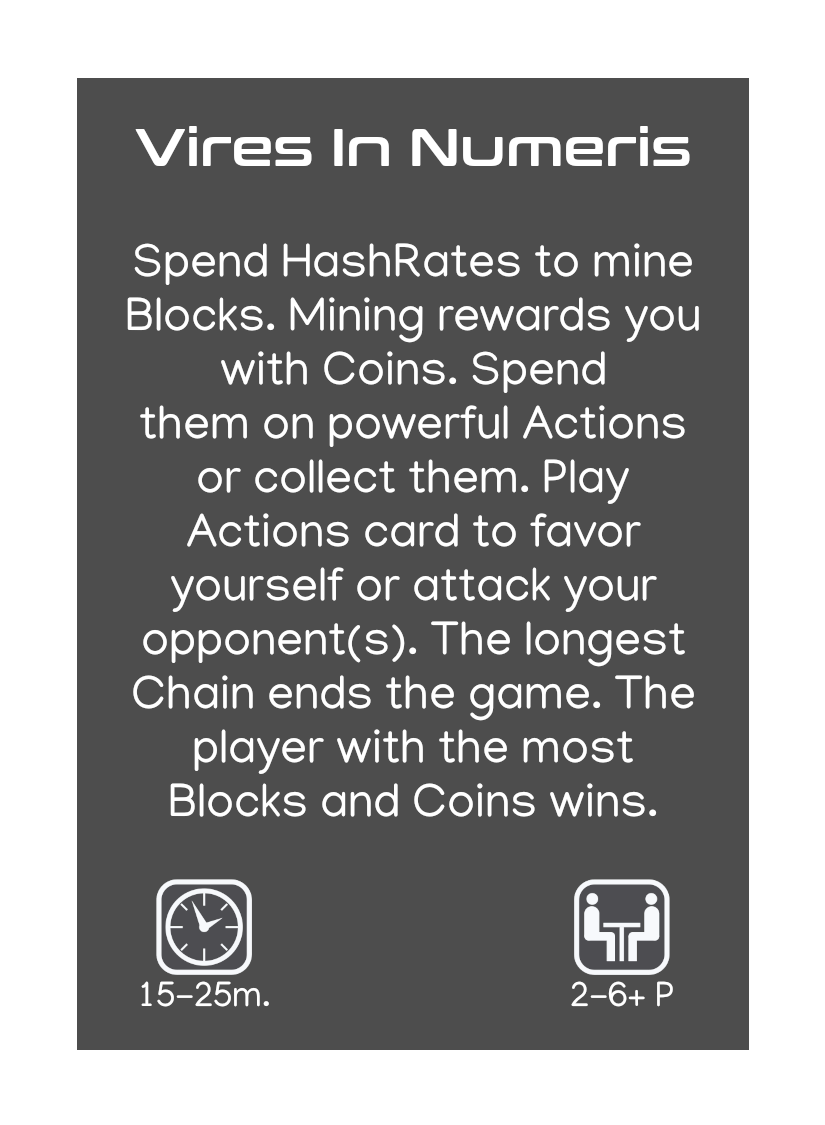 Vires In Numeris
Spend HashRates to mine
Blocks. Mining rewards you
with Coins. Spend
them on powerful Actions
or collect them. Play
Actions card to favor
yourself or attack your
opponent(s). The longest
Chain ends the game. The
player with the most
Blocks and Coins wins.
15-25m.
2-6+ P